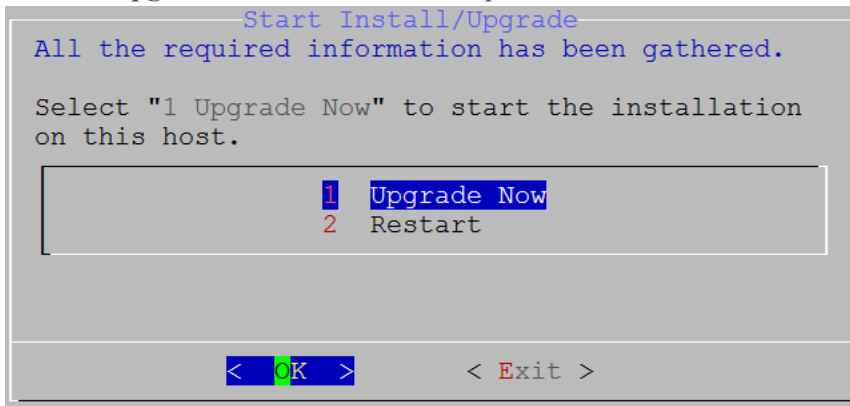 Start Install/Upgrade
All the required information has been gathered.
Select "1 Upgrade Now" to start the installation
on this host.
1 Upgrade Now
2 Restart
< OK > < Exit >